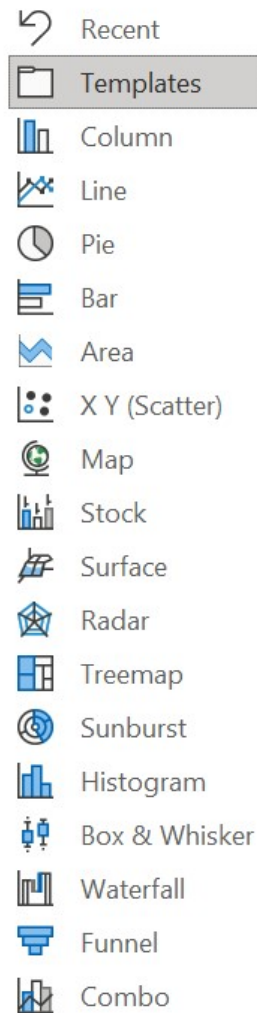 Recent
Templates
Column
Line
Pie
Bar
Area
X Y (Scatter)
Map
Stock
Surface
Radar
Treemap
Sunburst
Histogram
Box & Whisker
Waterfall
Funnel
Combo